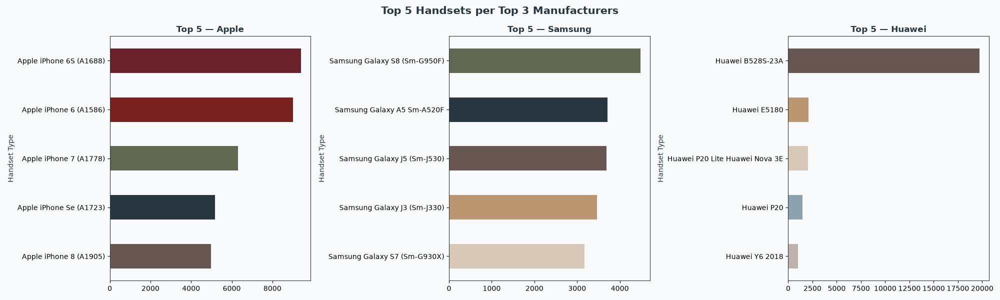 Top 5 Handsets per Top 3 Manufacturers
Top 5 — Apple
Handset Type
Apple iPhone 6S (A1688)
Apple iPhone 6 (A1586)
Apple iPhone 7 (A1778)
Apple iPhone Se (A1723)
Apple iPhone 8 (A1905)
0 2000 4000 6000 8000
Top 5 — Samsung
Handset Type
Samsung Galaxy S8 (Sm-G950F)
Samsung Galaxy A5 Sm-A520F
Samsung Galaxy J5 (Sm-J530)
Samsung Galaxy J3 (Sm-J330)
Samsung Galaxy S7 (Sm-G930X)
0 1000 2000 3000 4000
Top 5 — Huawei
Handset Type
Huawei B528S-23A
Huawei E5180
Huawei P20 Lite Huawei Nova 3E
Huawei P20
Huawei Y6 2018
0 2500 5000 7500 10000 12500 15000 17500 20000